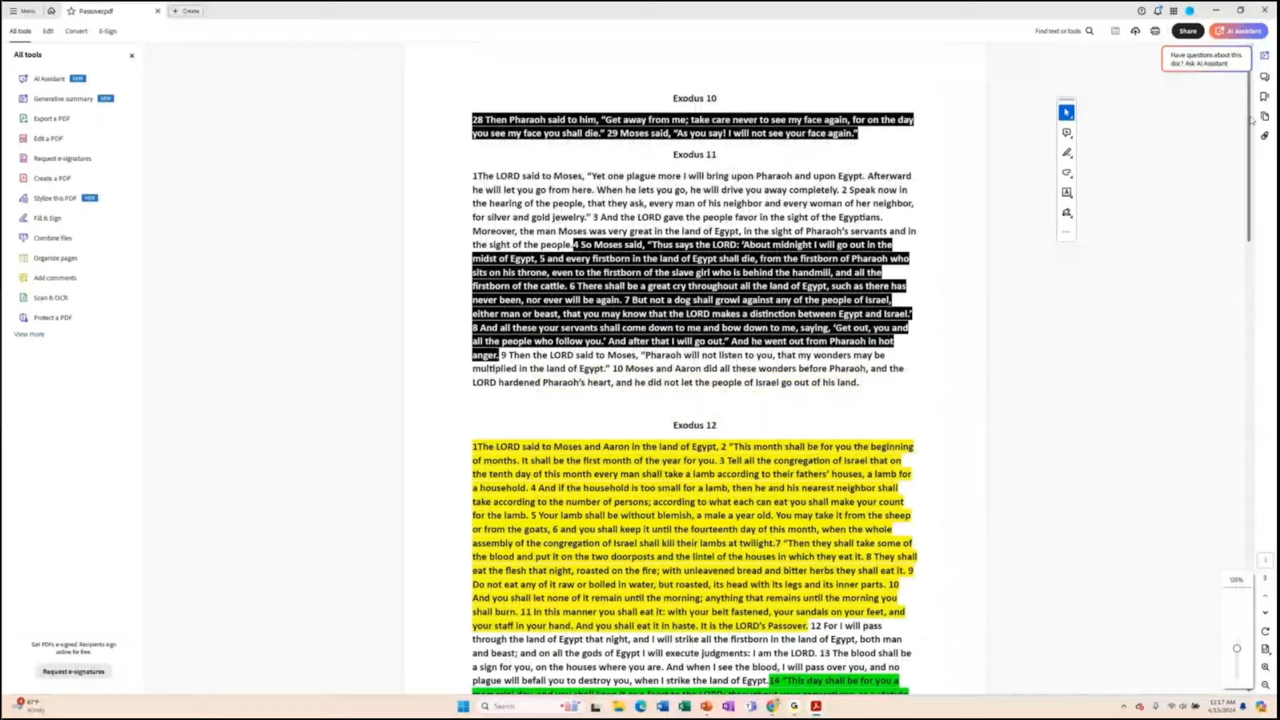 Menu
Passover.pdf
+ Create
All tools Edit Convert E-Sign
Find text or tools
Share
AI Assistant
All tools
Have questions about this
doc? Ask AI Assistant
AI Assistant NEW
Generative summary NEW
Export a PDF
Edit a PDF
Request e-signatures
Create a PDF
Stylize this PDF NEW
Fill & Sign
Combine files
Organize pages
Add comments
Scan & OCR
Protect a PDF
View more
Get PDFs e-signed. Recipients sign
online for free.
Request e-signatures
Exodus 10
28 Then Pharaoh said to him, “Get away from me; take care never to see my face again, for on the day
you see my face you shall die.” 29 Moses said, “As you say! I will not see your face again.”
Exodus 11
1The LORD said to Moses, “Yet one plague more I will bring upon Pharaoh and upon Egypt. Afterward
he will let you go from here. When he lets you go, he will drive you away completely. 2 Speak now in
the hearing of the people, that they ask, every man of his neighbor and every woman of her neighbor,
for silver and gold jewelry.” 3 And the LORD gave the people favor in the sight of the Egyptians.
Moreover, the man Moses was very great in the land of Egypt, in the sight of Pharaoh’s servants and in
the sight of the people.4 So Moses said, “Thus says the LORD: ‘About midnight I will go out in the
midst of Egypt, 5 and every firstborn in the land of Egypt shall die, from the firstborn of Pharaoh who
sits on his throne, even to the firstborn of the slave girl who is behind the handmill, and all the
firstborn of the cattle. 6 There shall be a great cry throughout all the land of Egypt, such as there has
never been, nor ever will be again. 7 But not a dog shall growl against any of the people of Israel,
either man or beast, that you may know that the LORD makes a distinction between Egypt and Israel.’
8 And all these your servants shall come down to me and bow down to me, saying, ‘Get out, you and
all the people who follow you.’ And after that I will go out.” And he went out from Pharaoh in hot
anger. 9 Then the LORD said to Moses, “Pharaoh will not listen to you, that my wonders may be
multiplied in the land of Egypt.” 10 Moses and Aaron did all these wonders before Pharaoh, and the
LORD hardened Pharaoh’s heart, and he did not let the people of Israel go out of his land.
Exodus 12
1The LORD said to Moses and Aaron in the land of Egypt, 2 “This month shall be for you the beginning
of months. It shall be the first month of the year for you. 3 Tell all the congregation of Israel that on
the tenth day of this month every man shall take a lamb according to their fathers’ houses, a lamb for
a household. 4 And if the household is too small for a lamb, then he and his nearest neighbor shall
take according to the number of persons; according to what each can eat you shall make your count
for the lamb. 5 Your lamb shall be without blemish, a male a year old. You may take it from the sheep
or from the goats, 6 and you shall keep it until the fourteenth day of this month, when the whole
assembly of the congregation of Israel shall kill their lambs at twilight.7 “Then they shall take some of
the blood and put it on the two doorposts and the lintel of the houses in which they eat it. 8 They shall
eat the flesh that night, roasted on the fire; with unleavened bread and bitter herbs they shall eat it. 9
Do not eat any of it raw or boiled in water, but roasted, its head with its legs and its inner parts. 10
And you shall let none of it remain until the morning; anything that remains until the morning you
shall burn. 11 In this manner you shall eat it: with your belt fastened, your sandals on your feet, and
your staff in your hand. And you shall eat it in haste. It is the LORD’s Passover. 12 For I will pass
through the land of Egypt that night, and I will strike all the firstborn in the land of Egypt, both man
and beast; and on all the gods of Egypt I will execute judgments: I am the LORD. 13 The blood shall be
a sign for you, on the houses where you are. And when I see the blood, I will pass over you, and no
plague will befall you to destroy you, when I strike the land of Egypt.14 “This day shall be for you a
1
3
125%
67°F
Windy
Search
11:17 AM
4/13/2024